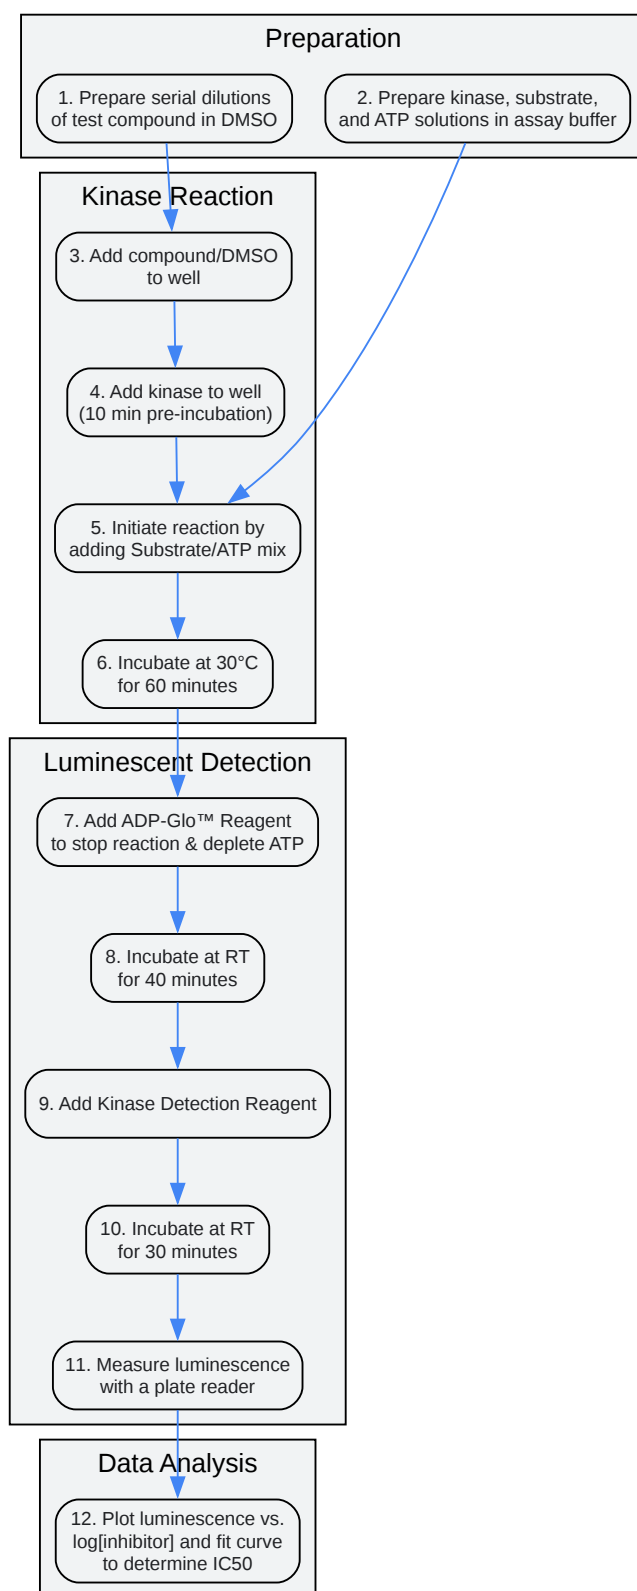 Preparation
1. Prepare serial dilutions
of test compound in DMSO
2. Prepare kinase, substrate,
and ATP solutions in assay buffer
Kinase Reaction
3. Add compound/DMSO
to well
4. Add kinase to well
(10 min pre-incubation)
5. Initiate reaction by
adding Substrate/ATP mix
6. Incubate at 30°C
for 60 minutes
Luminescent Detection
7. Add ADP-Glo™ Reagent
to stop reaction & deplete ATP
8. Incubate at RT
for 40 minutes
9. Add Kinase Detection Reagent
10. Incubate at RT
for 30 minutes
11. Measure luminescence
with a plate reader
Data Analysis
12. Plot luminescence vs.
log[inhibitor] and fit curve
to determine IC50